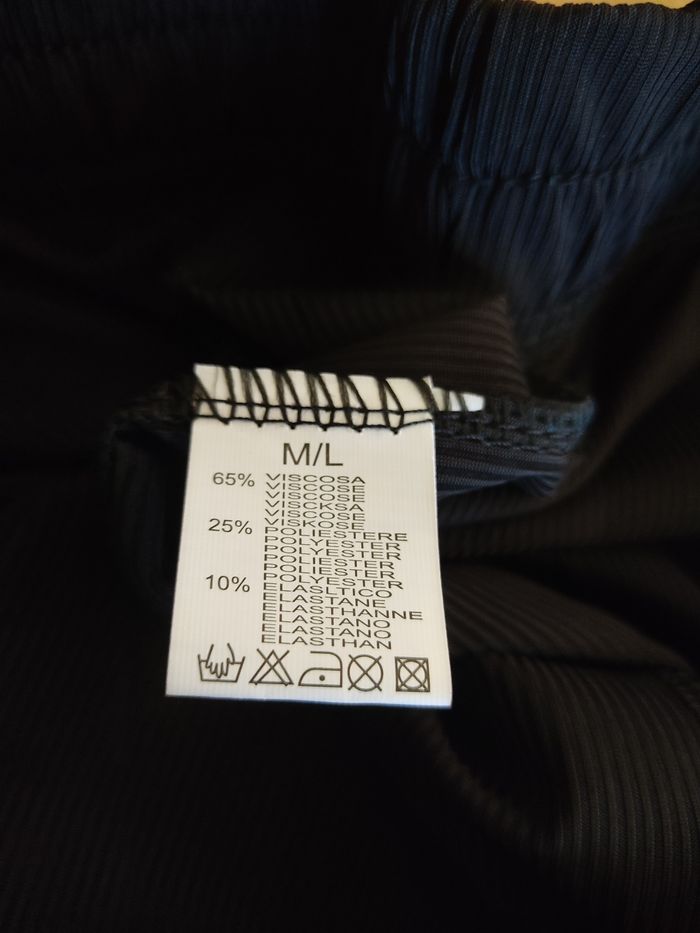 M/L
65% VISCOSA
VISCOSE
VISCOSE
VISCKSA
VISCOSE
VISKOSE
25% POLIESTERE
POLYESTER
POLYESTER
POLIESTER
POLIESTER
POLYESTER
10% ELASLTICO
ELASTANE
ELASTHANNE
ELASTANO
ELASTANO
ELASTHAN